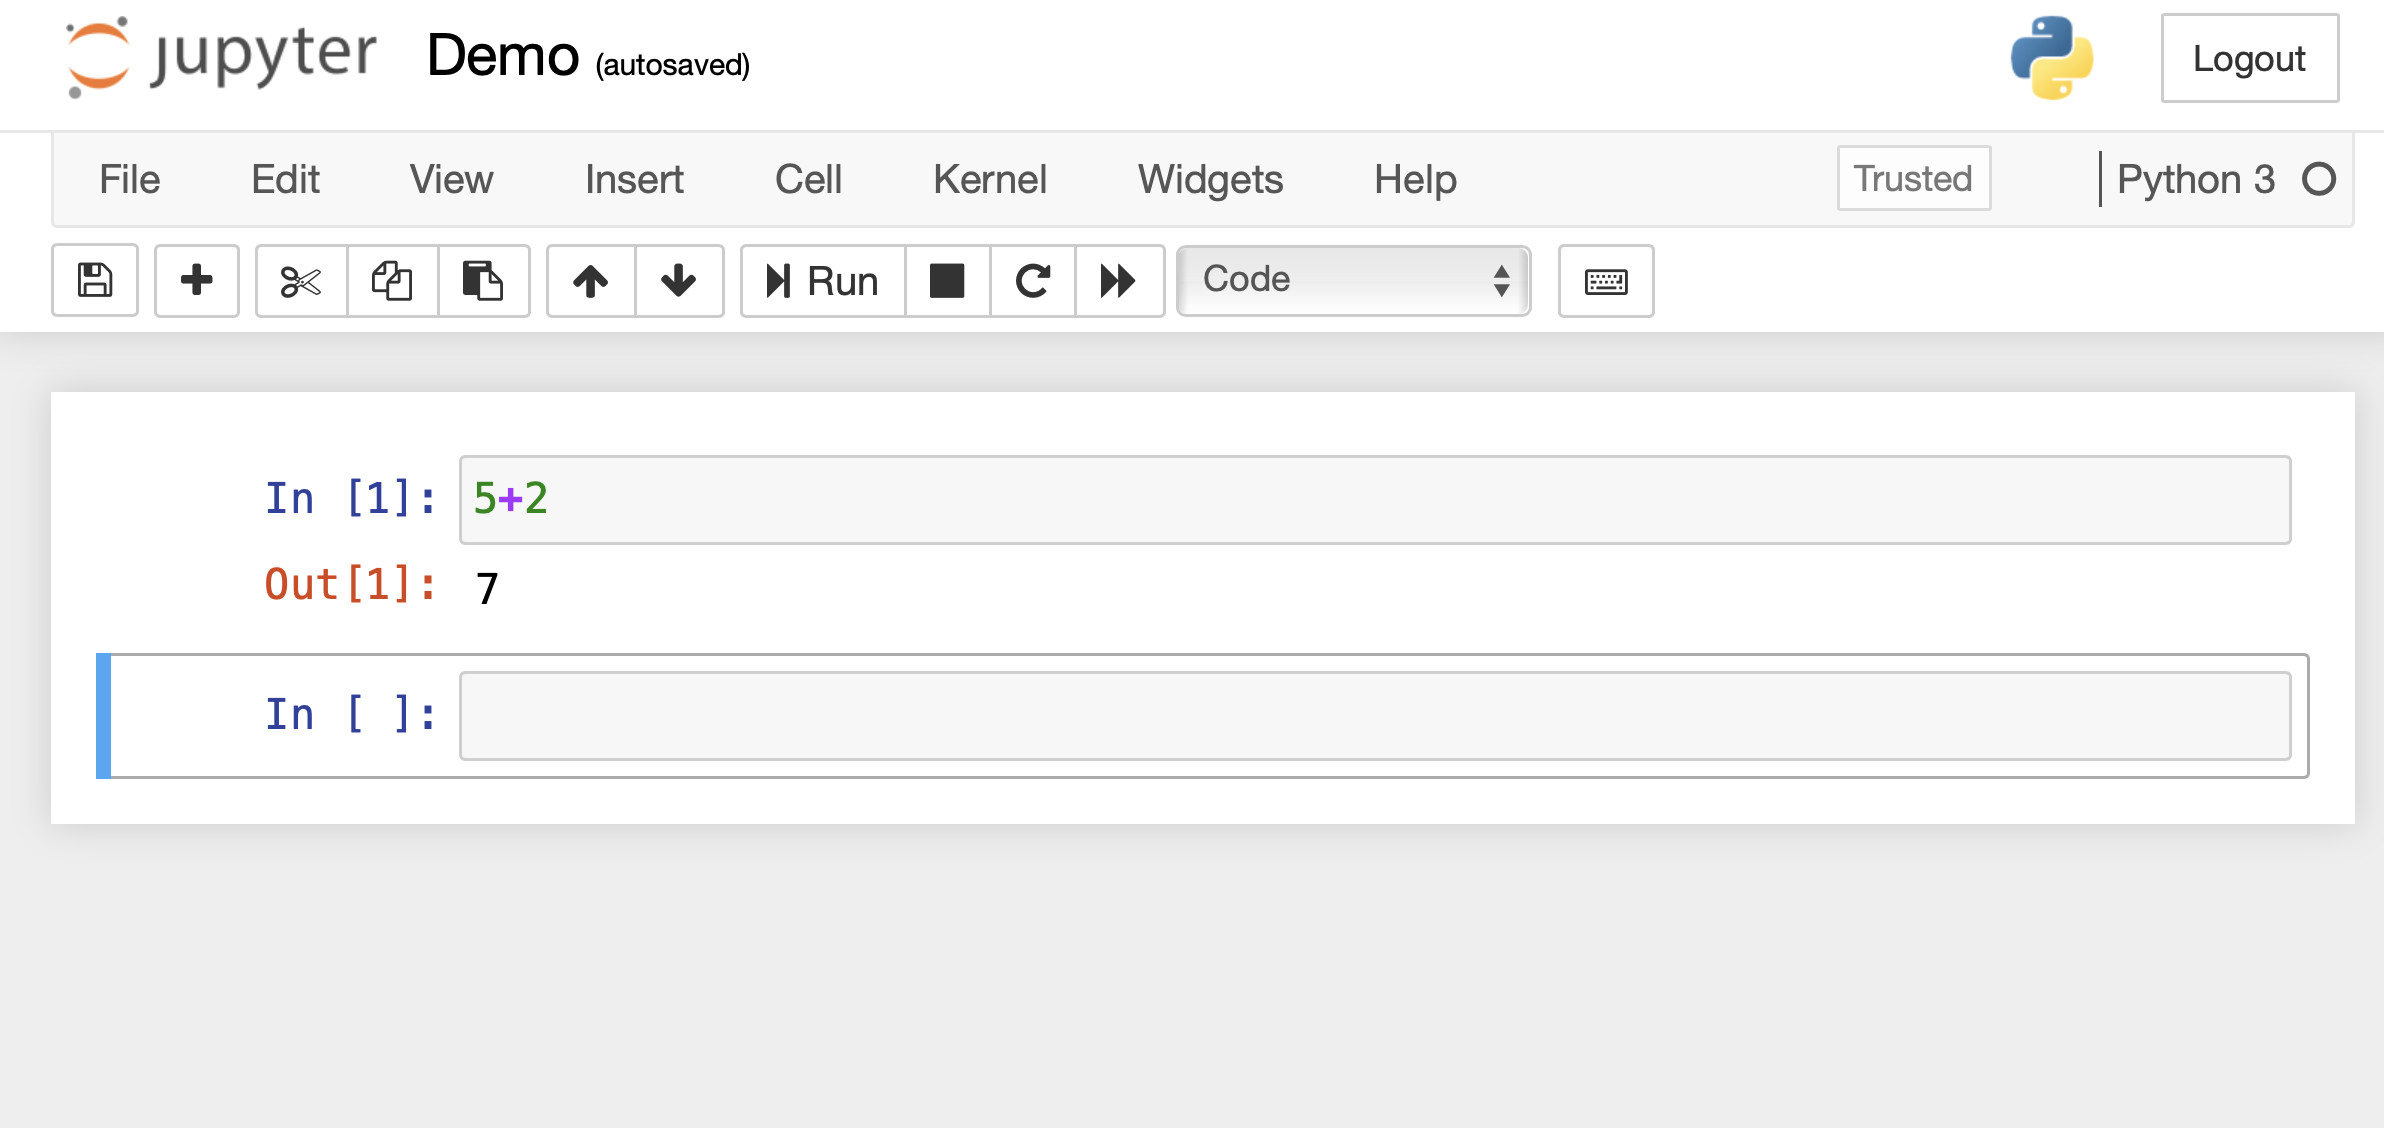 jupyter Demo (autosaved) Logout
File Edit View Insert Cell Kernel Widgets Help Trusted Python 3
Run Code
In [1]: 5+2
Out[1]: 7
In [ ]: